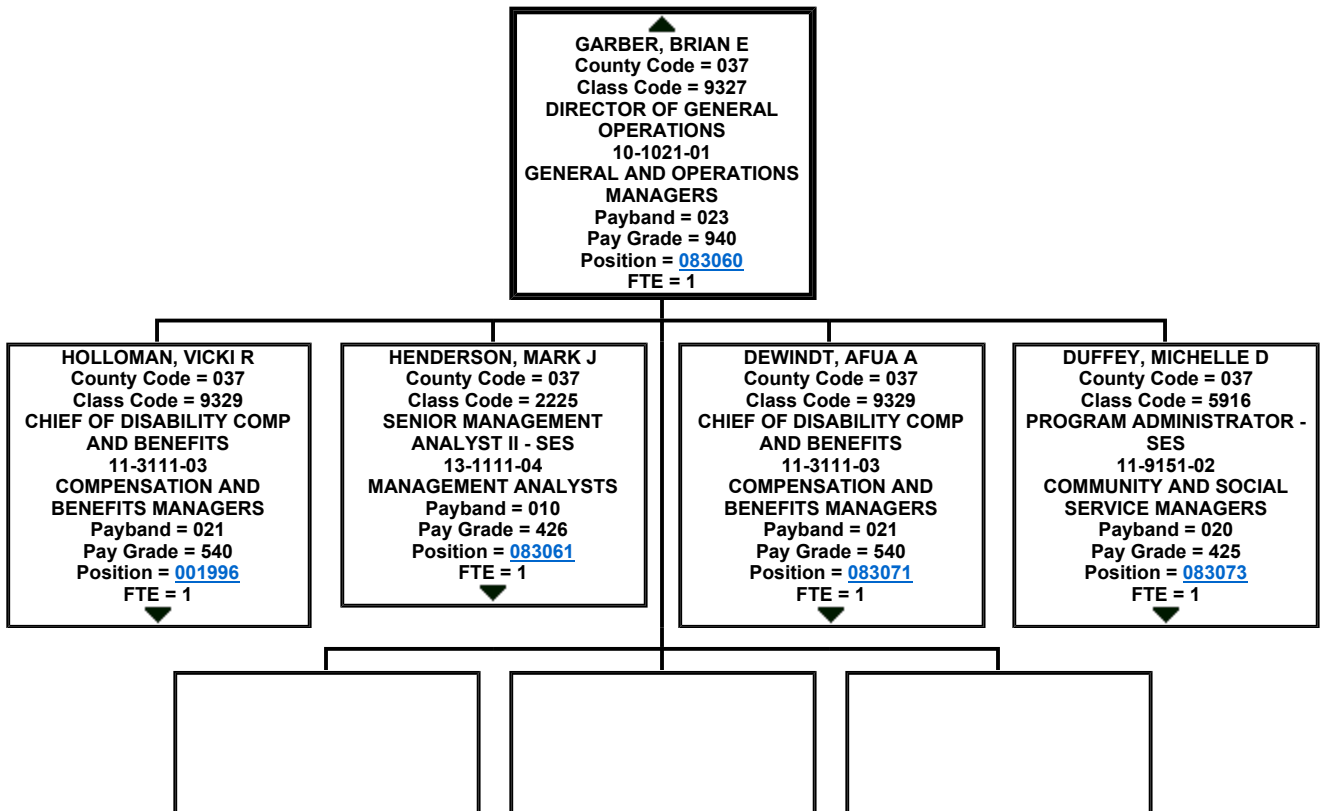 GARBER, BRIAN E
County Code = 037
Class Code = 9327
DIRECTOR OF GENERAL
OPERATIONS
10-1021-01
GENERAL AND OPERATIONS
MANAGERS
Payband = 023
Pay Grade = 940
Position = 083060
FTE = 1
HOLLOMAN, VICKI R
County Code = 037
Class Code = 9329
CHIEF OF DISABILITY COMP
AND BENEFITS
11-3111-03
COMPENSATION AND
BENEFITS MANAGERS
Payband = 021
Pay Grade = 540
Position = 001996
FTE = 1
HENDERSON, MARK J
County Code = 037
Class Code = 2225
SENIOR MANAGEMENT
ANALYST II - SES
13-1111-04
MANAGEMENT ANALYSTS
Payband = 010
Pay Grade = 426
Position = 083061
FTE = 1
DEWINDT, AFUA A
County Code = 037
Class Code = 9329
CHIEF OF DISABILITY COMP
AND BENEFITS
11-3111-03
COMPENSATION AND
BENEFITS MANAGERS
Payband = 021
Pay Grade = 540
Position = 083071
FTE = 1
DUFFEY, MICHELLE D
County Code = 037
Class Code = 5916
PROGRAM ADMINISTRATOR -
SES
11-9151-02
COMMUNITY AND SOCIAL
SERVICE MANAGERS
Payband = 020
Pay Grade = 425
Position = 083073
FTE = 1